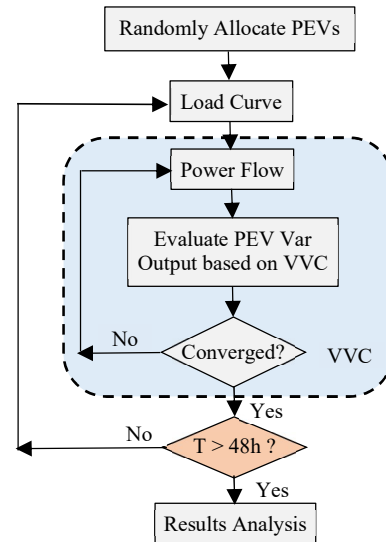 Randomly Allocate PEVs
Load Curve
Power Flow
Evaluate PEV Var
Output based on VVC
No
Converged?
VVC
Yes
No
T > 48h ?
Yes
Results Analysis